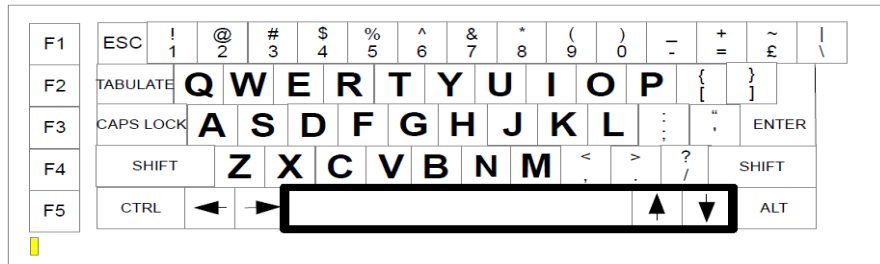 F1 ESC ! 1 @ 2 # 3 $ 4 % 5 ^ 6 & 7 * 8 ( 9 ) 0 _ - + = ~ £ | \
F2 TABULATE Q W E R T Y U I O P { [ } ]
F3 CAPS LOCK A S D F G H J K L : ; “ ' ENTER
F4 SHIFT Z X C V B N M < , > . ? / SHIFT
F5 CTRL ← → ↑ ↓ ALT